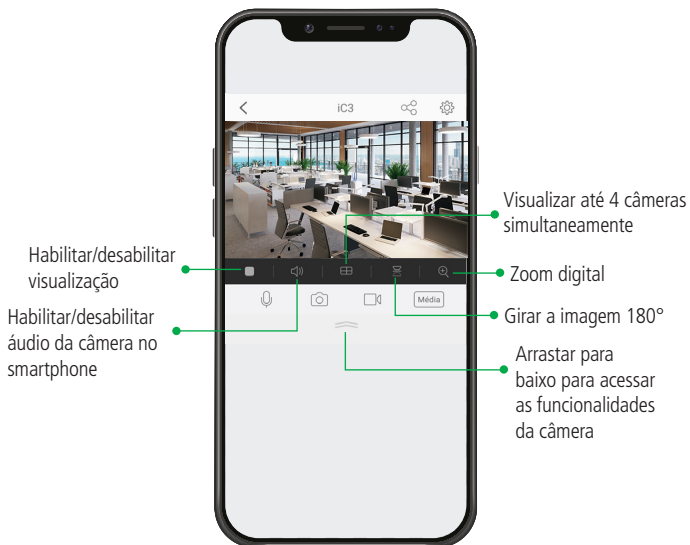 iC3
Visualizar até 4 câmeras
simultaneamente
Habilitar/desabilitar
visualização
Zoom digital
Média
Habilitar/desabilitar
áudio da câmera no
smartphone
Girar a imagem 180°
Arrastar para
baixo para acessar
as funcionalidades
da câmera